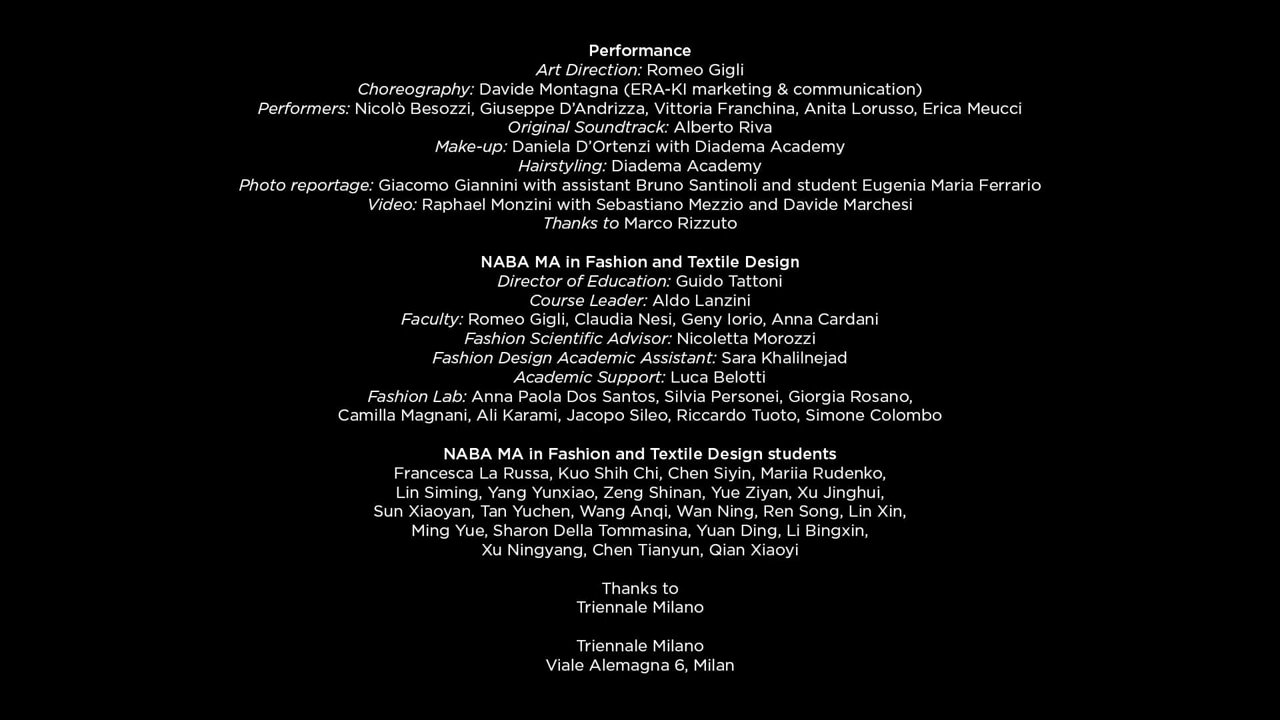 Performance
Art Direction: Romeo Gigli
Choreography: Davide Montagna (ERA-KI marketing & communication)
Performers: Nicolò Besozzi, Giuseppe D’Andrizza, Vittoria Franchina, Anita Lorusso, Erica Meucci
Original Soundtrack: Alberto Riva
Make-up: Daniela D’Ortenzi with Diadema Academy
Hairstyling: Diadema Academy
Photo reportage: Giacomo Giannini with assistant Bruno Santinoli and student Eugenia Maria Ferrario
Video: Raphael Monzini with Sebastiano Mezzio and Davide Marchesi
Thanks to Marco Rizzuto
NABA MA in Fashion and Textile Design
Director of Education: Guido Tattoni
Course Leader: Aldo Lanzini
Faculty: Romeo Gigli, Claudia Nesi, Geny Iorio, Anna Cardani
Fashion Scientific Advisor: Nicoletta Morozzi
Fashion Design Academic Assistant: Sara Khalilnejad
Academic Support: Luca Belotti
Fashion Lab: Anna Paola Dos Santos, Silvia Personei, Giorgia Rosano,
Camilla Magnani, Ali Karami, Jacopo Sileo, Riccardo Tuoto, Simone Colombo
NABA MA in Fashion and Textile Design students
Francesca La Russa, Kuo Shih Chi, Chen Siyin, Mariia Rudenko,
Lin Siming, Yang Yunxiao, Zeng Shinan, Yue Ziyan, Xu Jinghui,
Sun Xiaoyan, Tan Yuchen, Wang Anqi, Wan Ning, Ren Song, Lin Xin,
Ming Yue, Sharon Della Tommasina, Yuan Ding, Li Bingxin,
Xu Ningyang, Chen Tianyun, Qian Xiaoyi
Thanks to
Triennale Milano
Triennale Milano
Viale Alemagna 6, Milan